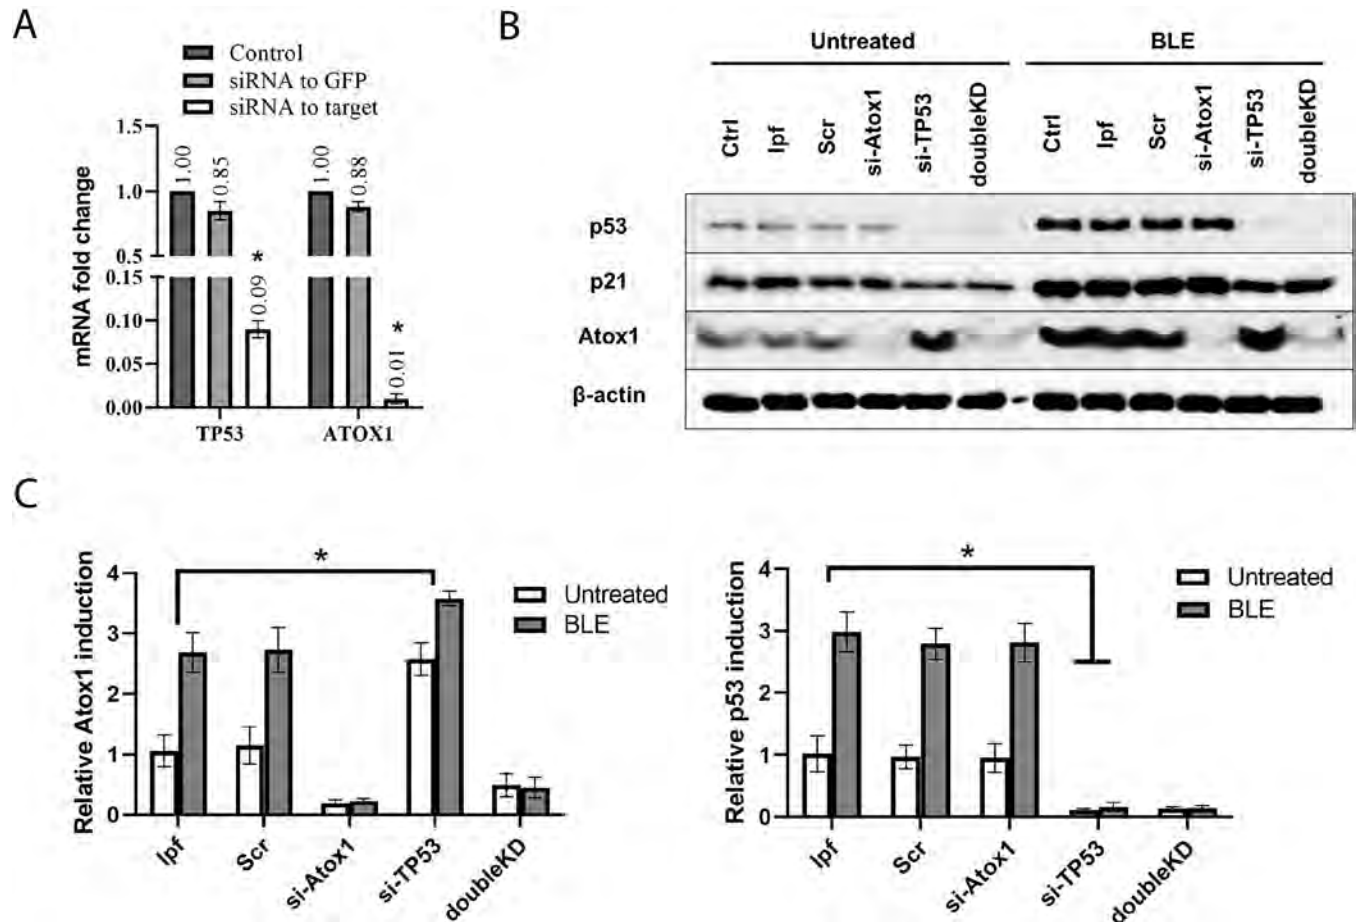 A
Control
siRNA to GFP
siRNA to target
mRNA fold change
1.5
1.0
0.5
0.15
0.10
0.05
0.00
1.00
0.85
*
0.09
1.00
0.88
*
0.01
TP53
ATOX1
B
Untreated
BLE
Ctrl
lpf
Scr
si-Atox1
si-TP53
doubleKD
Ctrl
lpf
Scr
si-Atox1
si-TP53
doubleKD
p53
p21
Atox1
β-actin
C
Relative Atox1 induction
4
3
2
1
0
*
Untreated
BLE
lpf
Scr
si-Atox1
si-TP53
doubleKD
Relative p53 induction
4
3
2
1
0
*
Untreated
BLE
lpf
Scr
si-Atox1
si-TP53
doubleKD